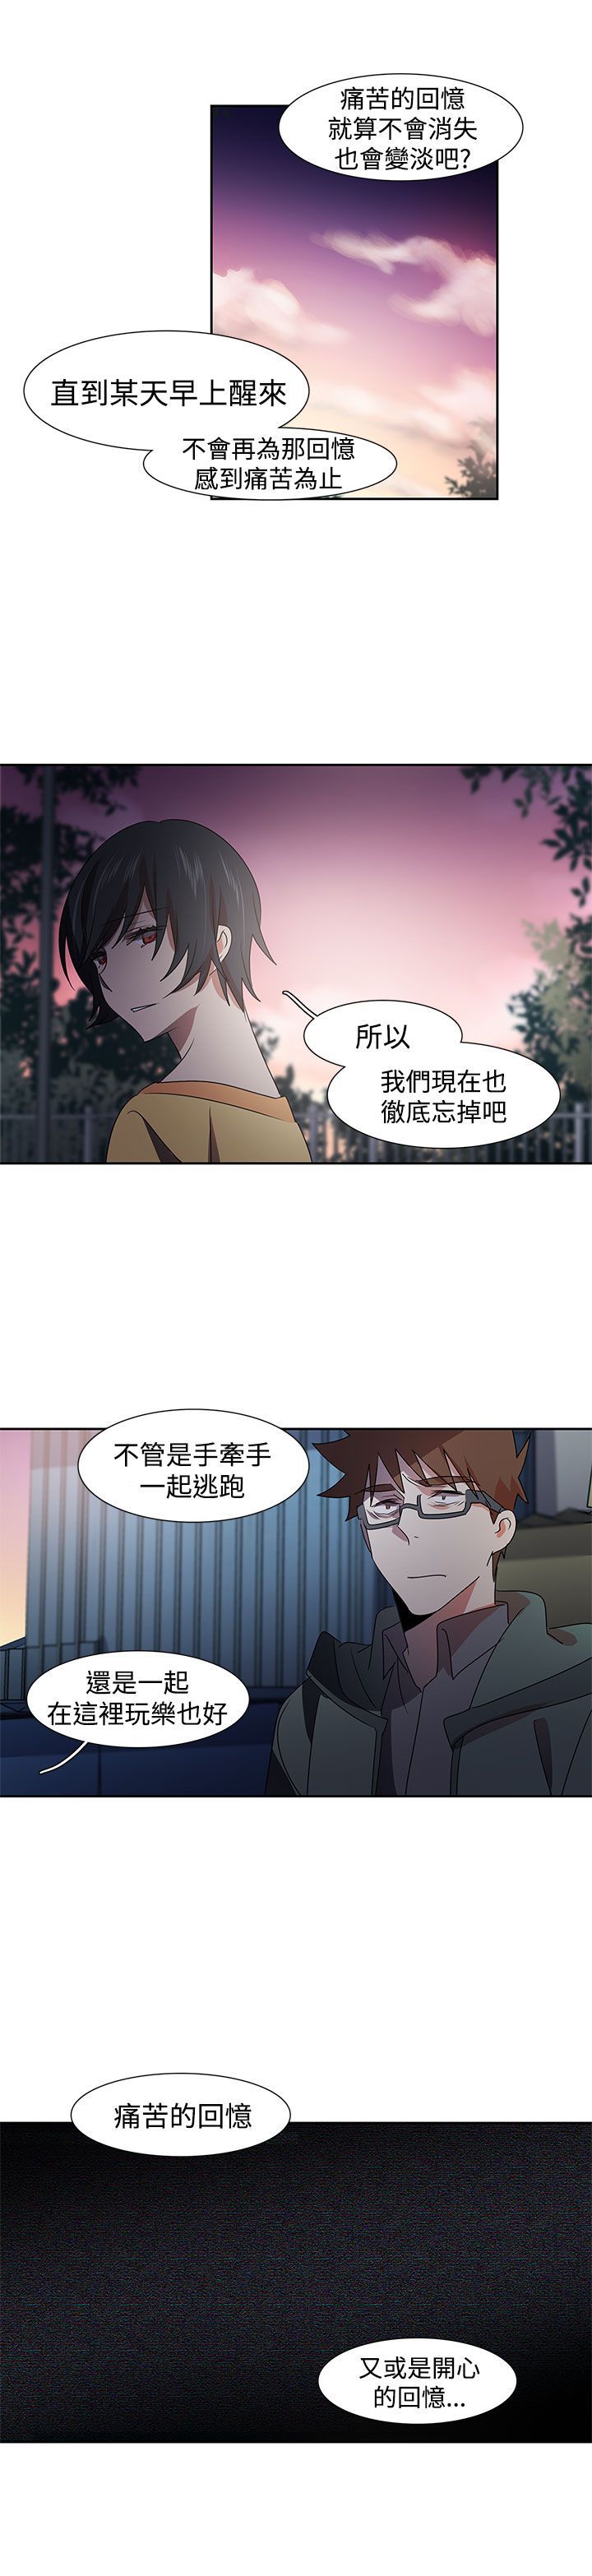 痛苦的回憶
就算不會消失
也會變淡吧?
直到某天早上醒來
不會再為那回憶
感到痛苦為止
所以
我們現在也
徹底忘掉吧
不管是手牽手
一起逃跑
還是一起
在這裡玩樂也好
痛苦的回憶
又或是開心
的回憶...